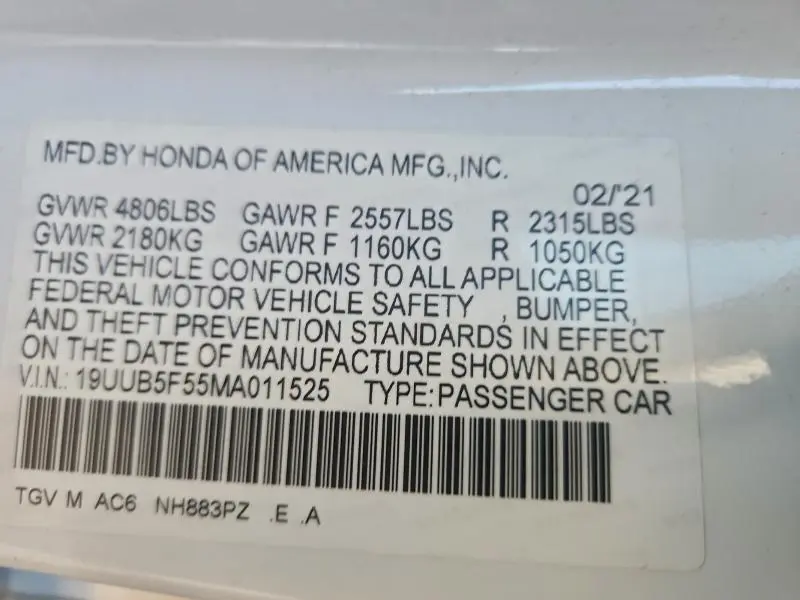 MFD.BY HONDA OF AMERICA MFG.,INC.
02/'21
GVWR 4806LBS GAWR F 2557LBS R 2315LBS
GVWR 2180KG GAWR F 1160KG R 1050KG
THIS VEHICLE CONFORMS TO ALL APPLICABLE
FEDERAL MOTOR VEHICLE SAFETY , BUMPER,
AND THEFT PREVENTION STANDARDS IN EFFECT
ON THE DATE OF MANUFACTURE SHOWN ABOVE.
V.I.N.: 19UUB5F55MA011525 TYPE:PASSENGER CAR
TGV M AC6 NH883PZ .E .A